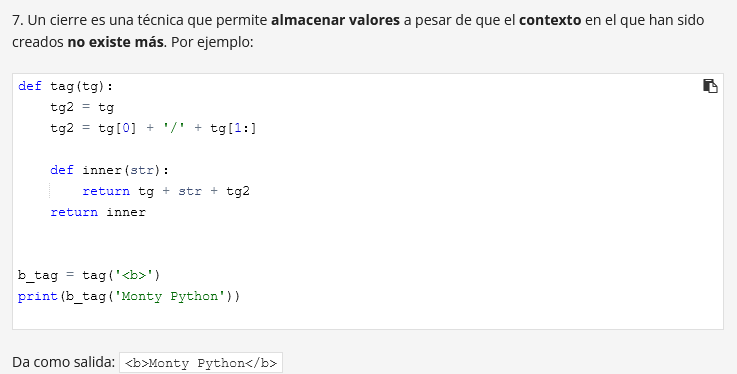 7. Un cierre es una técnica que permite almacenar valores a pesar de que el contexto en el que han sido
creados no existe más. Por ejemplo:
def tag(tg):
    tg2 = tg
    tg2 = tg[0] + '/' + tg[1:]

    def inner(str):
        return tg + str + tg2
    return inner


b_tag = tag('<b>')
print(b_tag('Monty Python'))
Da como salida: <b>Monty Python</b>